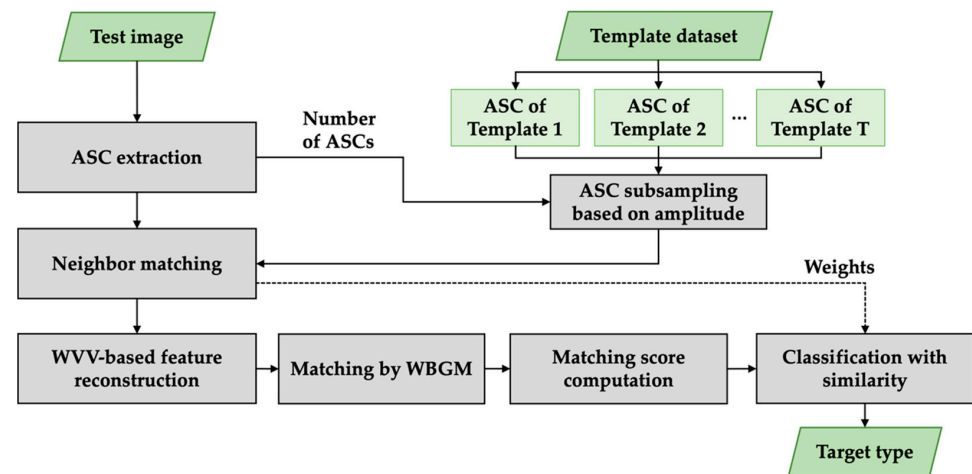 Test image
Template dataset
ASC of
Template 1
ASC of
Template 2
...
ASC of
Template T
Number
of ASCs
ASC extraction
ASC subsampling
based on amplitude
Neighbor matching
Weights
WVV-based feature
reconstruction
Matching by WBGM
Matching score
computation
Classification with
similarity
Target type